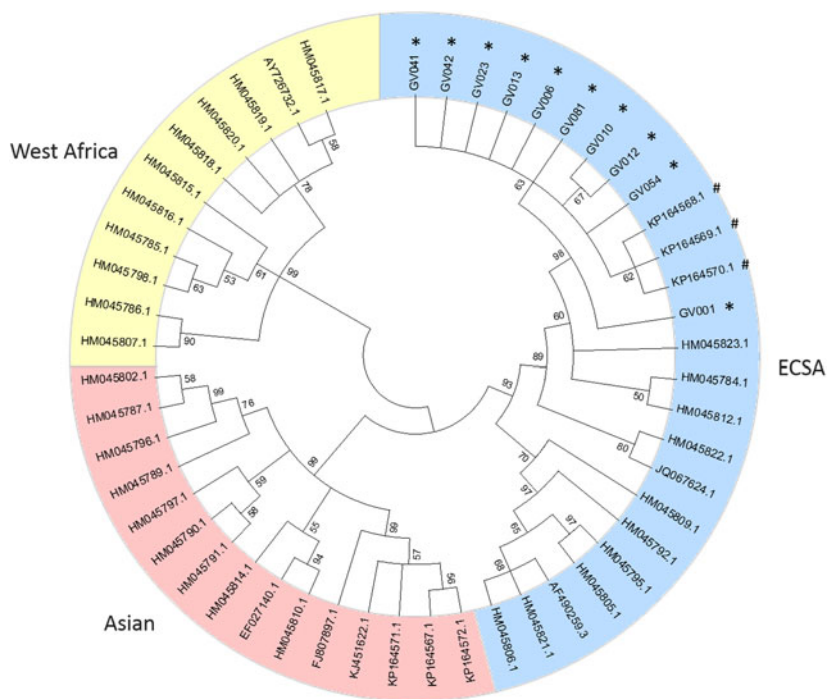 West Africa
ECSA
Asian
GV041 *
GV042 *
GV023 *
GV013 *
GV006 *
GV081 *
GV010 *
GV012 *
GV054 *
KP164568.1 #
KP164569.1 #
KP164570.1 #
GV001 *
HM045823.1
HM045784.1
HM045812.1
HM045822.1
JQ067624.1
HM045809.1
HM045792.1
HM045795.1
HM045805.1
AF490259.3
HM045821.1
HM045806.1
KP164572.1
KP164567.1
KP164571.1
KJ451622.1
FJ807897.1
HM045810.1
EF027140.1
HM045814.1
HM045791.1
HM045790.1
HM045797.1
HM045789.1
HM045796.1
HM045787.1
HM045802.1
HM045807.1
HM045786.1
HM045798.1
HM045785.1
HM045816.1
HM045815.1
HM045818.1
HM045820.1
HM045819.1
AY726732.1
HM045817.1
63
67
62
98
60
89
50
80
93
70
97
97
65
68
99
99
57
56
55
94
59
58
76
99
58
90
99
61
53
63
78
58